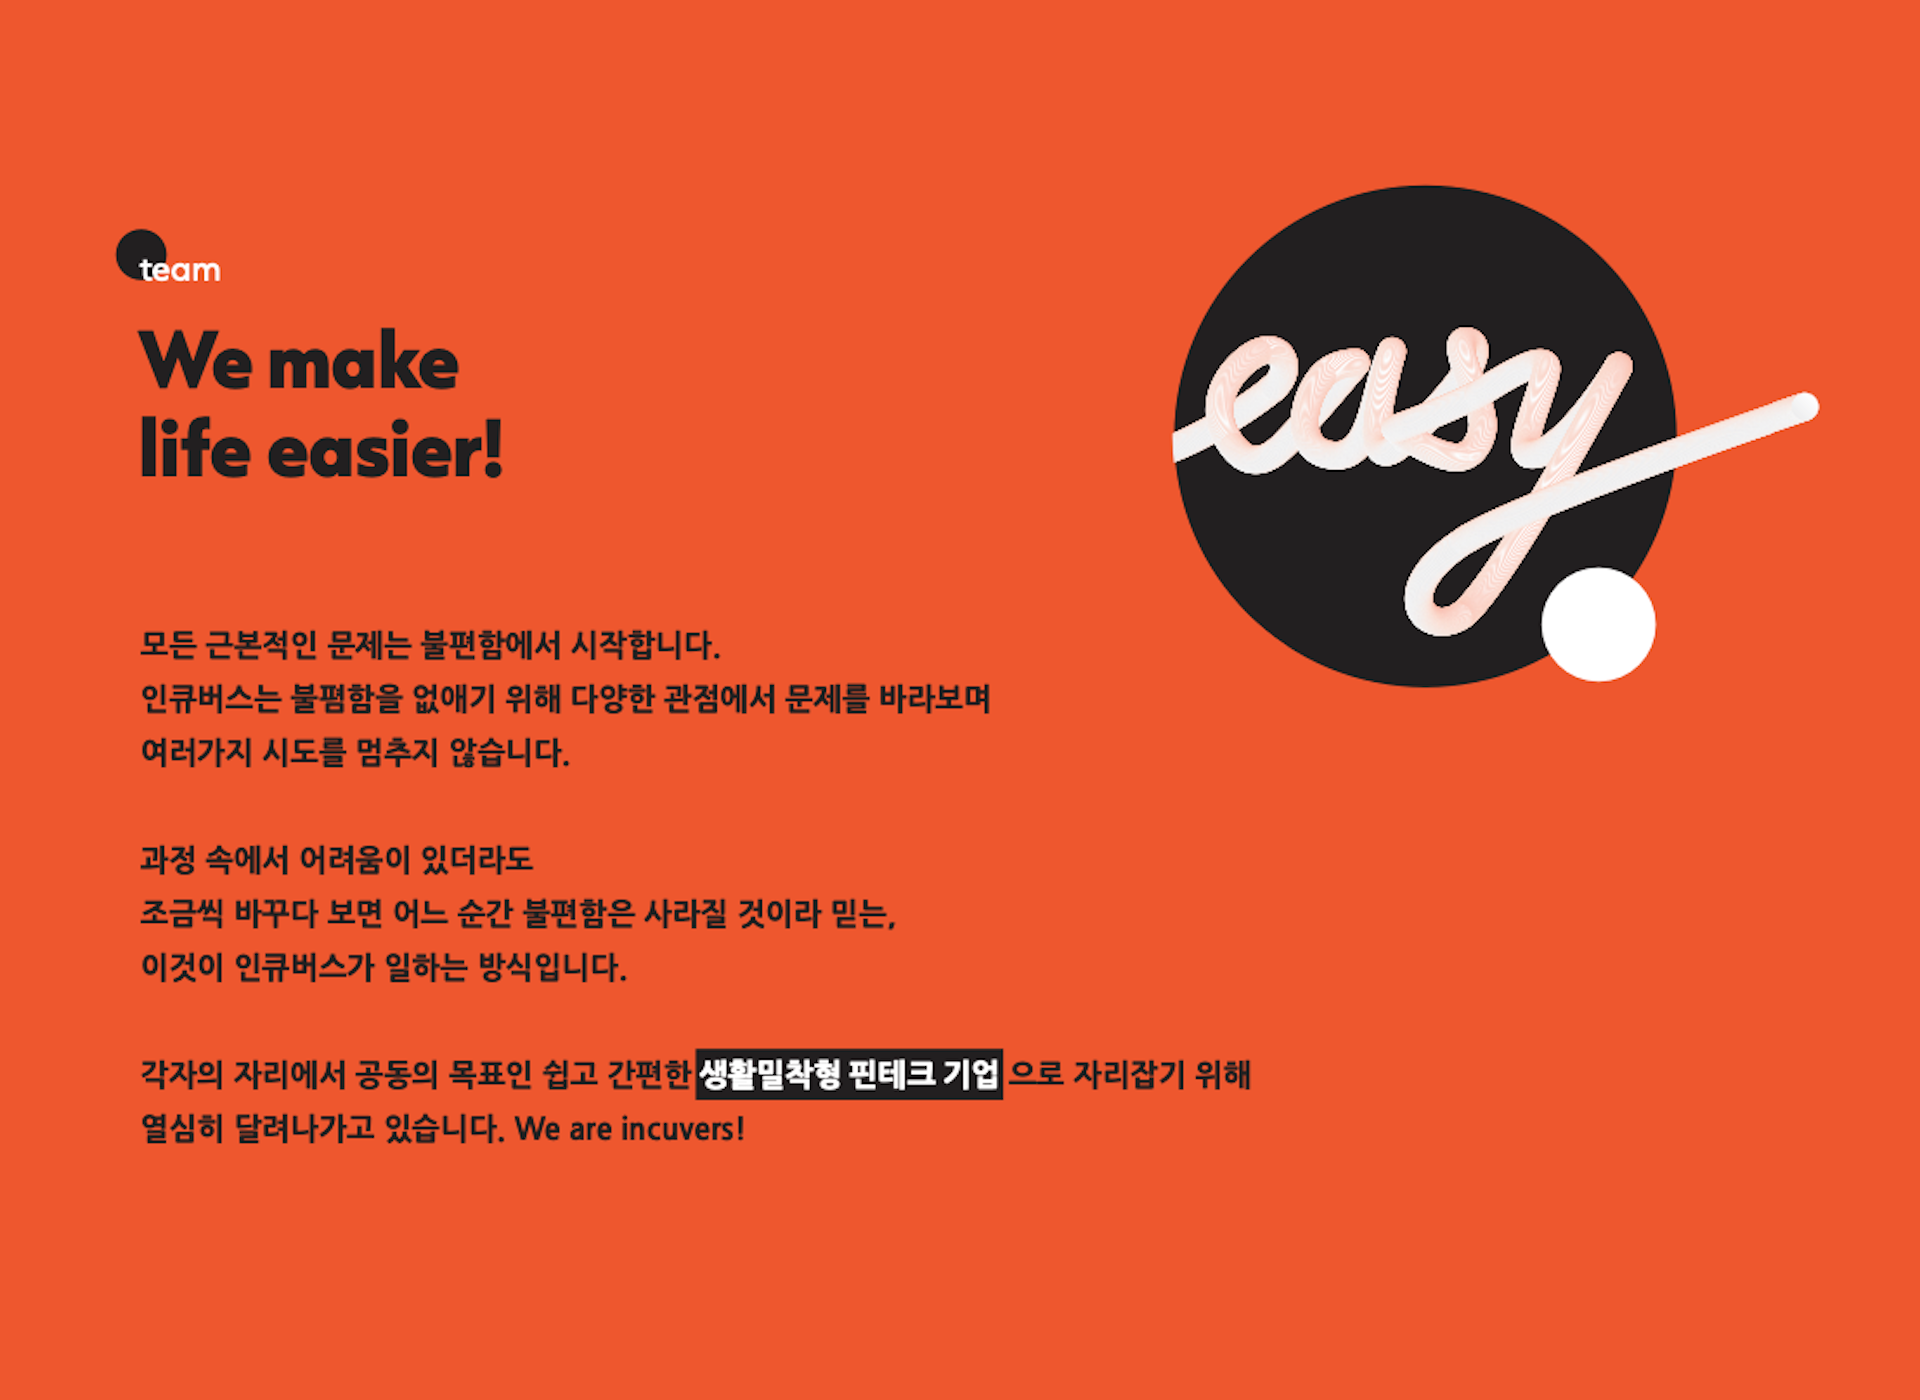 team
We make
life easier!
easy
모든 근본적인 문제는 불편함에서 시작합니다.
인큐버스는 불폄함을 없애기 위해 다양한 관점에서 문제를 바라보며
여러가지 시도를 멈추지 않습니다.
과정 속에서 어려움이 있더라도
조금씩 바꾸다 보면 어느 순간 불편함은 사라질 것이라 믿는,
이것이 인큐버스가 일하는 방식입니다.
각자의 자리에서 공동의 목표인 쉽고 간편한 생활밀착형 핀테크 기업 으로 자리잡기 위해
열심히 달려나가고 있습니다. We are incuvers!